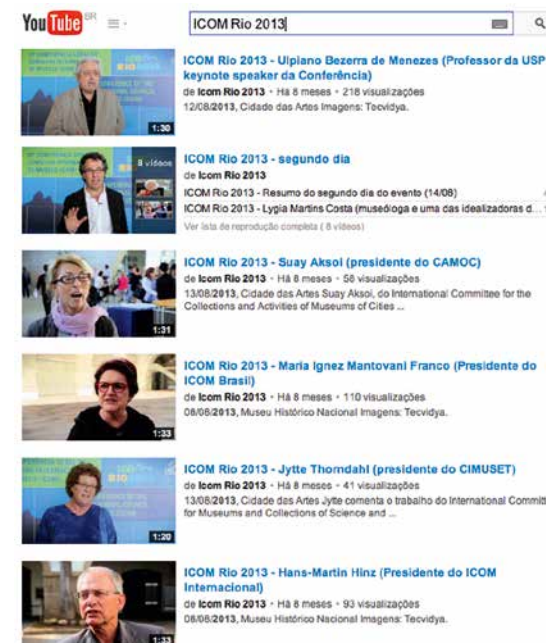 YouTube BR
ICOM Rio 2013
ICOM Rio 2013 - Ulpiano Bezerra de Menezes (Professor da USP
keynote speaker da Conferência)
de Icom Rio 2013 · Há 8 meses · 218 visualizações
12/08/2013, Cidade das Artes Imagens: Tecvidya.
1:30
8 vídeos
ICOM Rio 2013 - segundo dia
de Icom Rio 2013
ICOM Rio 2013 - Resumo do segundo dia do evento (14/08)
ICOM Rio 2013 - Lygia Martins Costa (museóloga e uma das idealizadoras d...
Ver lista de reprodução completa ( 8 vídeos)
ICOM Rio 2013 - Suay Aksoi (presidente do CAMOC)
de Icom Rio 2013 · Há 8 meses · 58 visualizações
13/08/2013, Cidade das Artes Suay Aksoi, do International Committee for the
Collections and Activities of Museums of Cities ...
1:31
ICOM Rio 2013 - Maria Ignez Mantovani Franco (Presidente do
ICOM Brasil)
de Icom Rio 2013 · Há 8 meses · 110 visualizações
08/08/2013, Museu Histórico Nacional Imagens: Tecvidya.
1:33
ICOM Rio 2013 - Jytte Thorndahl (presidente do CIMUSET)
de Icom Rio 2013 · Há 8 meses · 41 visualizações
13/08/2013, Cidade das Artes Jytte comenta o trabalho do International Committ
for Museums and Collections of Science and ...
1:20
ICOM Rio 2013 - Hans-Martin Hinz (Presidente do ICOM
Internacional)
de Icom Rio 2013 · Há 8 meses · 93 visualizações
08/08/2013, Museu Histórico Nacional Imagens: Tecvidya.
1:33